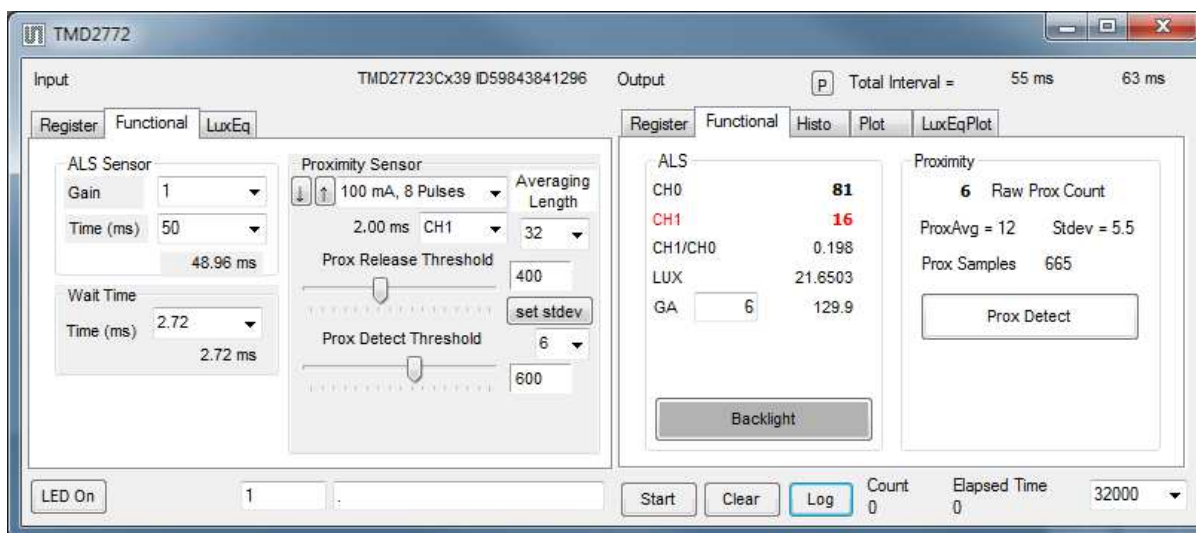 TMD2772
Input
TMD27723Cx39 ID59843841296
Register Functional LuxEq
ALS Sensor
Gain 1
Time (ms) 50
48.96 ms
Wait Time
Time (ms) 2.72
2.72 ms
Proximity Sensor
↓ ↑ 100 mA, 8 Pulses
Averaging
Length
2.00 ms CH1 32
Prox Release Threshold
400
set stdev
Prox Detect Threshold
6
600
LED On 1 .
Output
P Total Interval = 55 ms 63 ms
Register Functional Histo Plot LuxEqPlot
ALS
CH0 81
CH1 16
CH1/CH0 0.198
LUX 21.6503
GA 6 129.9
Backlight
Proximity
6 Raw Prox Count
ProxAvg = 12 Stdev = 5.5
Prox Samples 665
Prox Detect
Start Clear Log
Count
0
Elapsed Time
0
32000